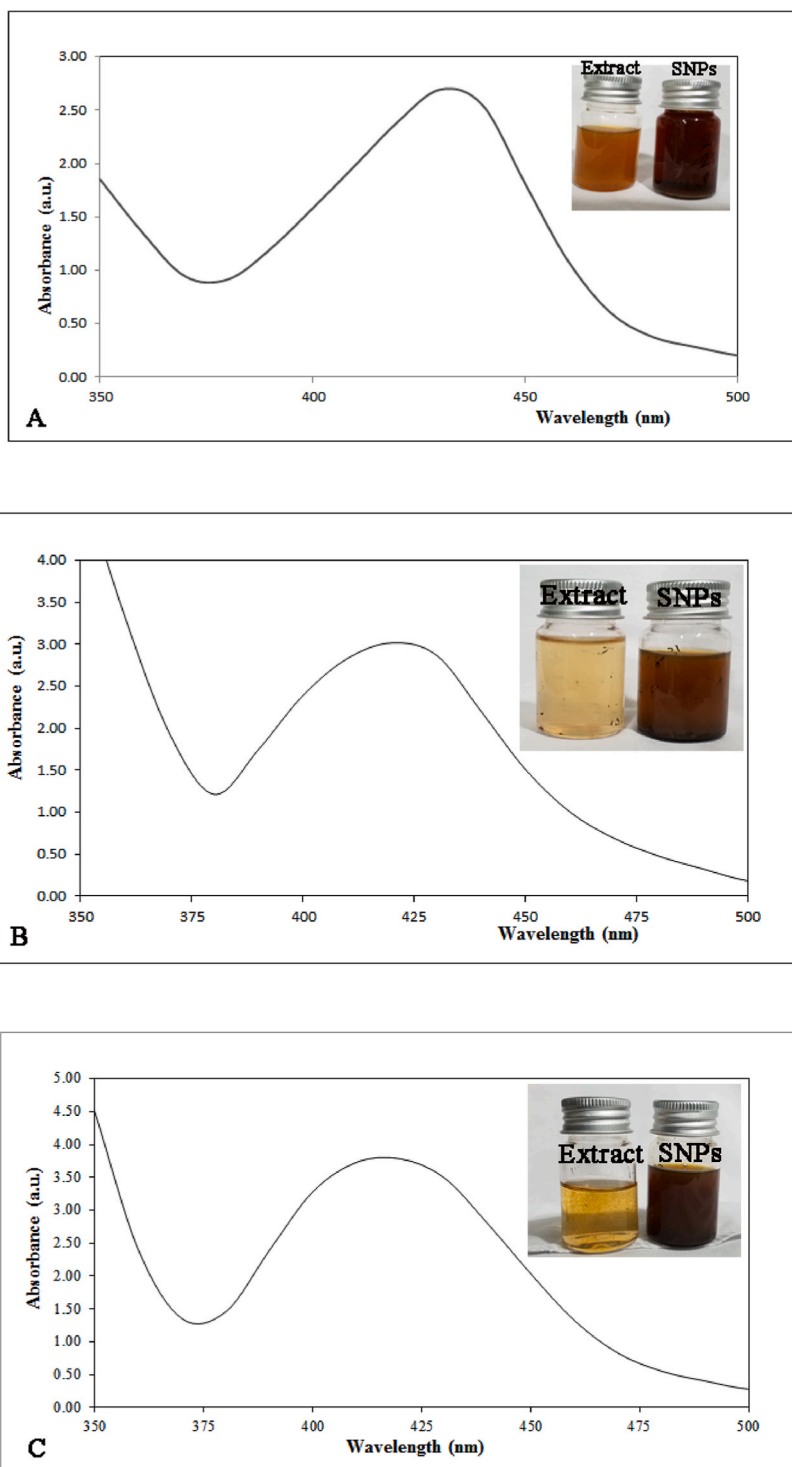 3.00
Extract SNPs
2.50
2.00
1.50
1.00
0.50
0.00
Absorbance (a.u.)
350 400 450 500
Wavelength (nm)
A
4.00
3.50
3.00
2.50
2.00
1.50
1.00
0.50
0.00
Absorbance (a.u.)
Extract SNPs
350 375 400 425 450 475 500
Wavelength (nm)
B
5.00
4.50
4.00
3.50
3.00
2.50
2.00
1.50
1.00
0.50
0.00
Absorbance (a.u.)
Extract SNPs
350 375 400 425 450 475 500
Wavelength (nm)
C